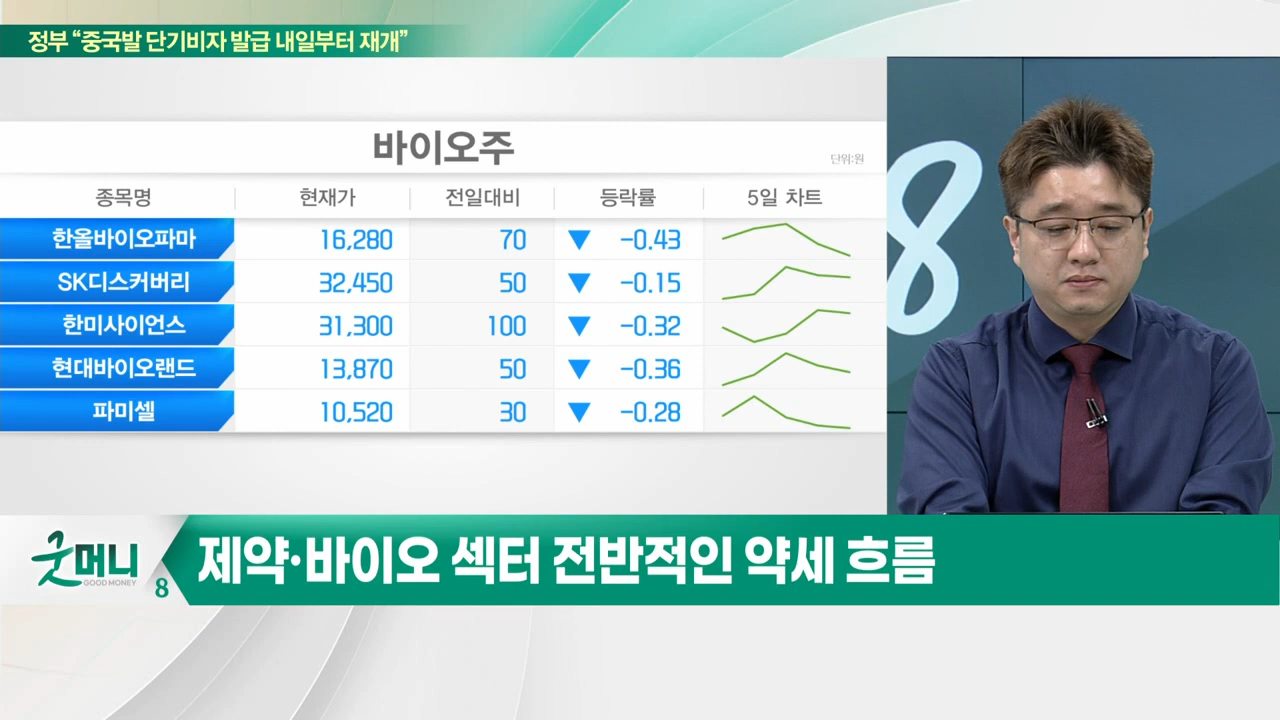 정부 “중국발 단기비자 발급 내일부터 재개”
바이오주
단위:원
종목명 현재가 전일대비 등락률 5일 차트
한올바이오파마 16,280 70 ▼ -0.43
SK디스커버리 32,450 50 ▼ -0.15
한미사이언스 31,300 100 ▼ -0.32
현대바이오랜드 13,870 50 ▼ -0.36
파미셀 10,520 30 ▼ -0.28
8
굿머니
GOOD MONEY
8
제약·바이오 섹터 전반적인 약세 흐름